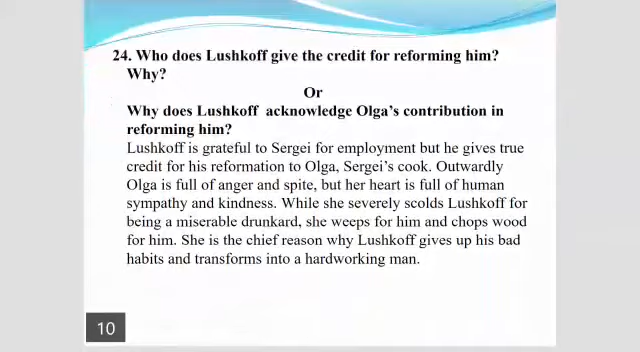 24. Who does Lushkoff give the credit for reforming him?
Why?
Or
Why does Lushkoff acknowledge Olga's contribution in
reforming him?
Lushkoff is grateful to Sergei for employment but he gives true
credit for his reformation to Olga, Sergei's cook. Outwardly
Olga is full of anger and spite, but her heart is full of human
sympathy and kindness. While she severely scolds Lushkoff for
being a miserable drunkard, she weeps for him and chops wood
for him. She is the chief reason why Lushkoff gives up his bad
habits and transforms into a hardworking man.
10